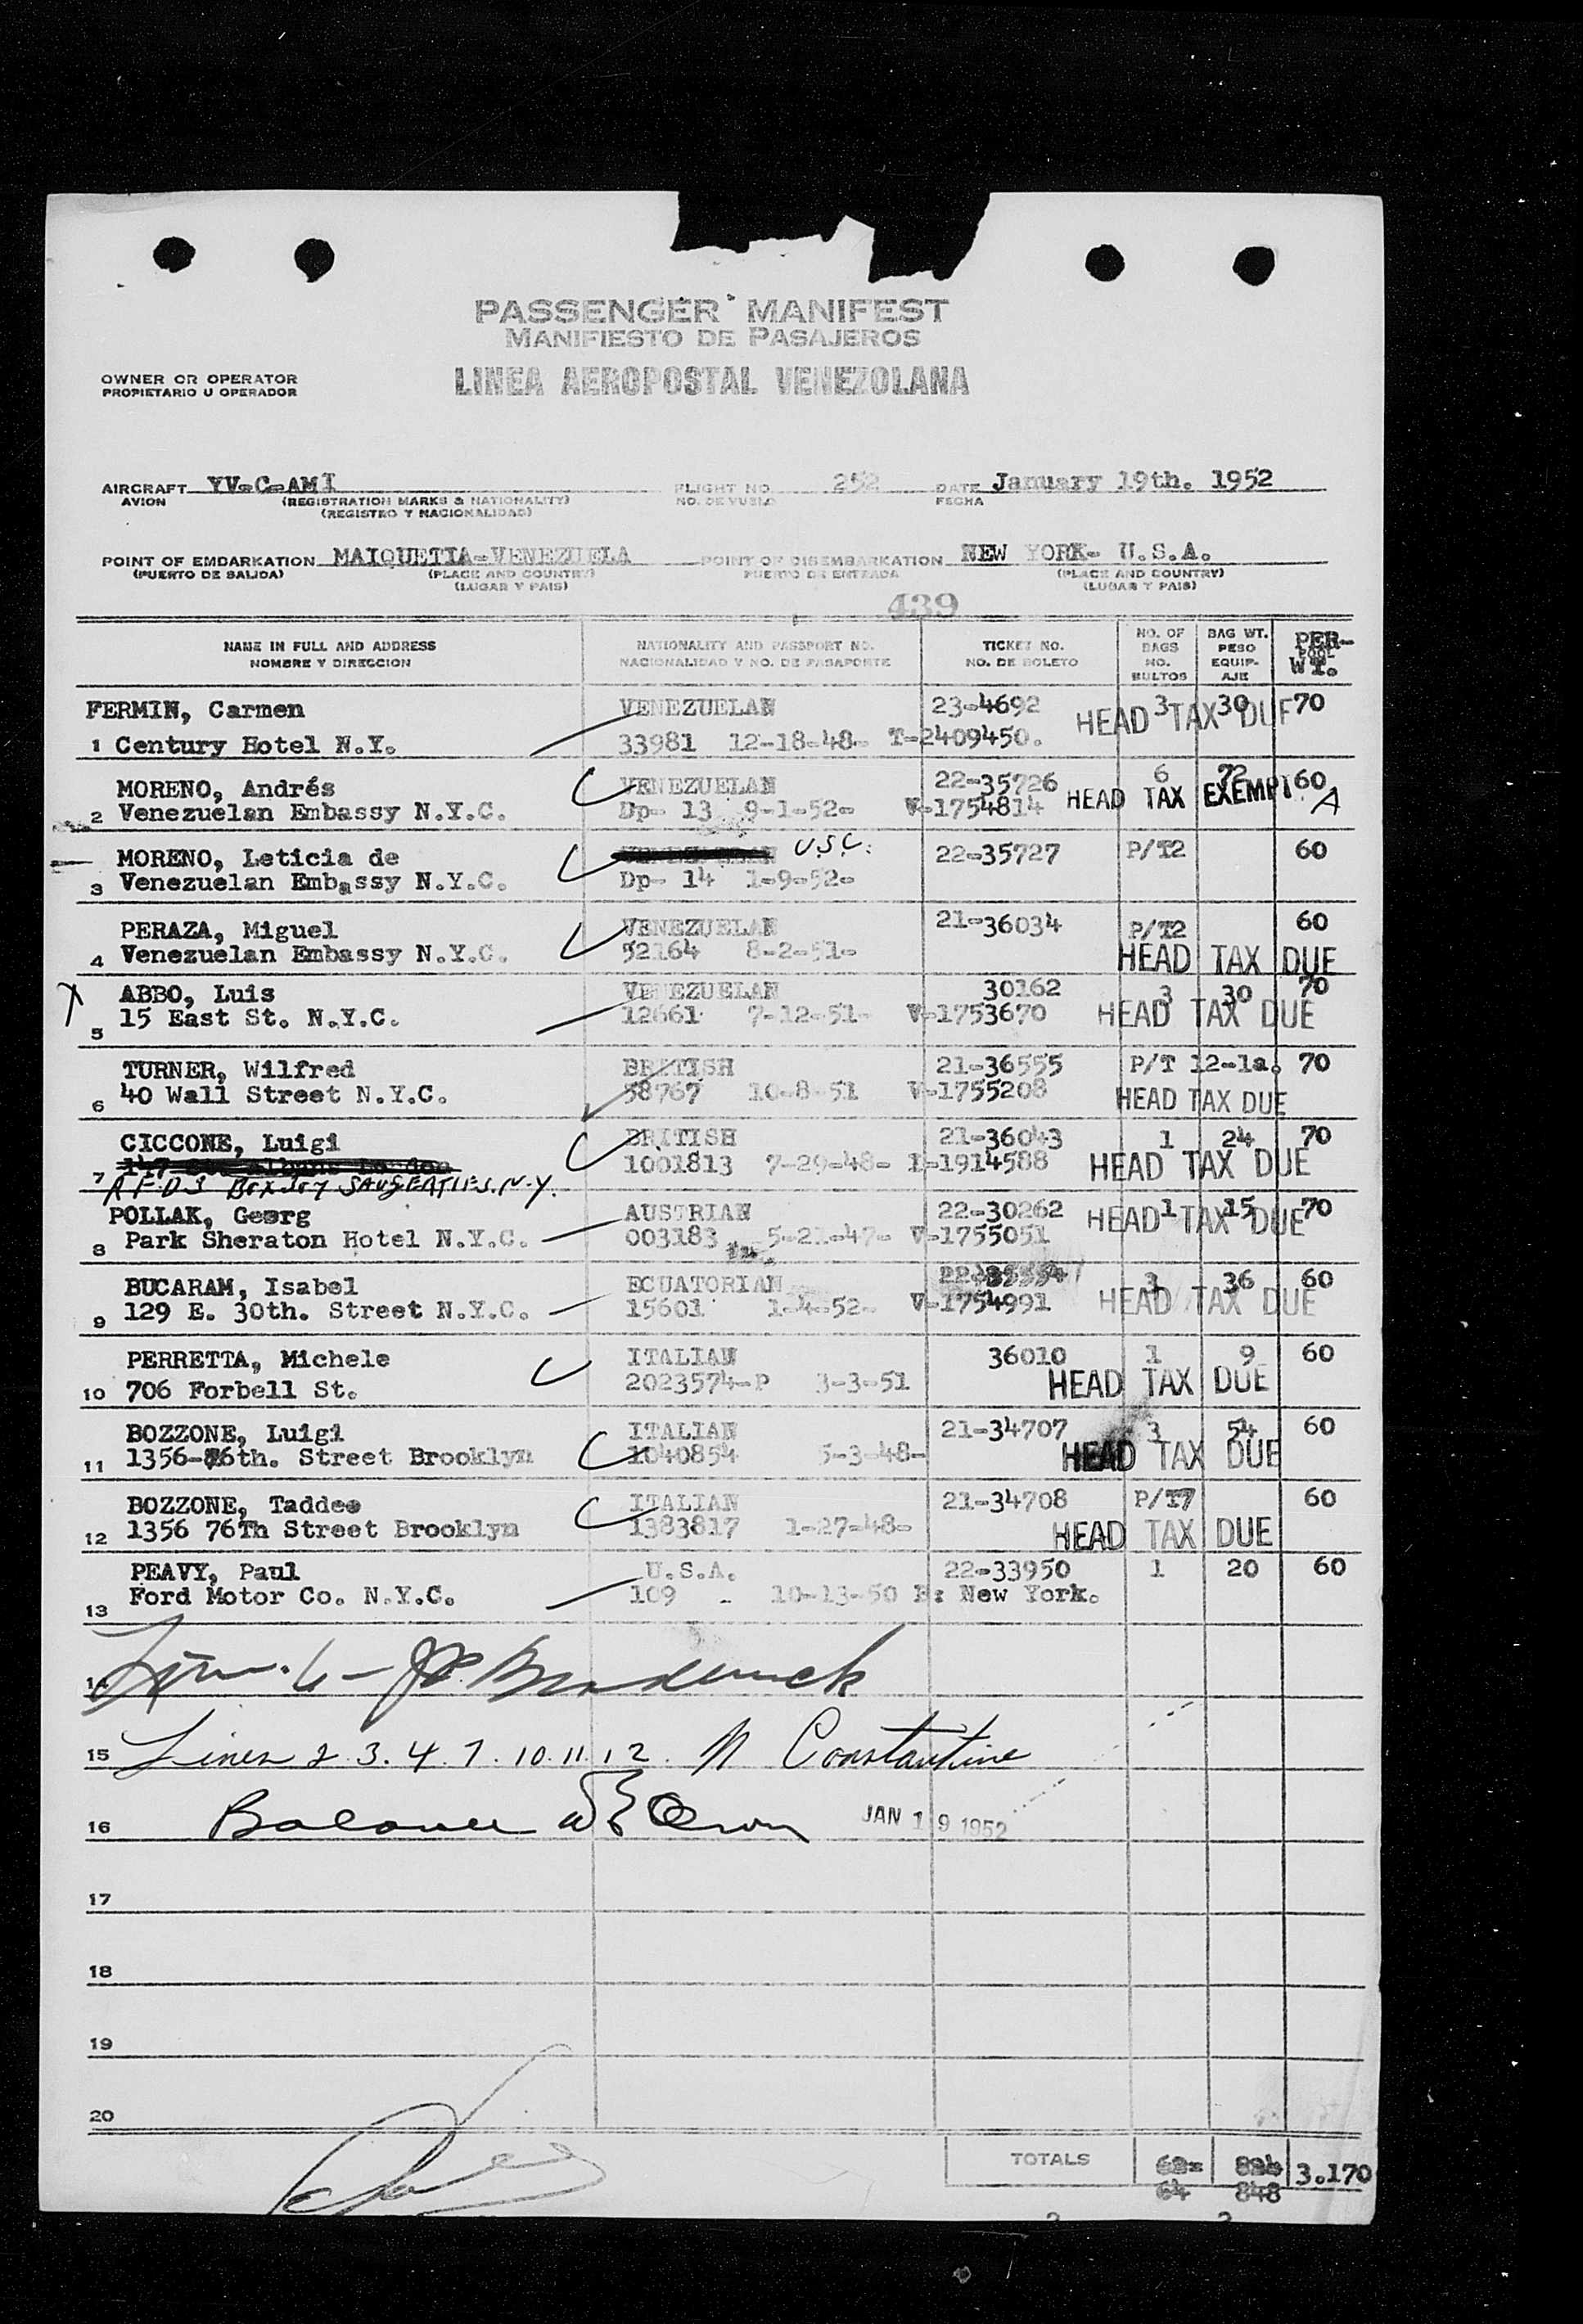 PASSENGER MANIFEST
MANIFIESTO DE PASAJEROS
OWNER OR OPERATOR
PROPIETARIO U OPERADOR
LINEA AEROPOSTAL VENEZOLANA
AIRCRAFT YV-C-AMI FLIGHT NO 252 DATE January 19th. 1952
AVION (REGISTRATION MARKS & NATIONALITY) NO. DE VUELO FECHA
(REGISTRO Y NACIONALIDAD)
POINT OF EMBARKATION MAIQUETIA-VENEZUELA POINT OF DISEMBARKATION NEW YORK- U.S.A.
(PUERTO DE SALIDA) (PLACE AND COUNTRY) PUERTO DE ENTRADA (PLACE AND COUNTRY)
(LUGAR Y PAIS) (LUGAR Y PAIS)
439
NAME IN FULL AND ADDRESS NATIONALITY AND PASSPORT NO. TICKET NO. NO. OF BAGS BAG WT. PER-
NOMBRE Y DIRECCION NACIONALIDAD Y NO. DE PASAPORTE NO. DE BOLETO NO. BULTOS PESO EQUIP-AJE WT.
FERMIN, Carmen VENEZUELAN 23-4692 3 30 70
1 Century Hotel N.Y. 33981 12-18-48- T-2409450. HEAD TAX DUE
MORENO, Andrés VENEZUELAN 22-35726 6 72 60
2 Venezuelan Embassy N.Y.C. Dp- 13 9-1-52- V-1754814 HEAD TAX EXEMPT A
MORENO, Leticia de U.S.C. 22-35727 P/T2 60
3 Venezuelan Embassy N.Y.C. Dp- 14 1-9-52-
PERAZA, Miguel VENEZUELAN 21-36034 P/T2 60
4 Venezuelan Embassy N.Y.C. 52164 8-2-51- HEAD TAX DUE
X ABBO, Luis VENEZUELAN 30162 3 30 70
5 15 East St. N.Y.C. 12661 7-12-51- V-1753670 HEAD TAX DUE
TURNER, Wilfred BRITISH 21-36555 P/T 12-1a. 70
6 40 Wall Street N.Y.C. 58767 10-8-51 V-1755208 HEAD TAX DUE
CICCONE, Luigi BRITISH 21-36043 1 24 70
7 1001813 7-29-48- I-1914588 HEAD TAX DUE
R.F.D3 Box 307 SAUGERTIES. N.Y.
POLLAK, Georg AUSTRIAN 22-30262 1 15 70
8 Park Sheraton Hotel N.Y.C. 003183 5-21-47- V-1755051 HEAD TAX DUE
BUCARAM, Isabel ECUATORIAN 3 36 60
9 129 E. 30th. Street N.Y.C. 15601 1-4-52- V-1754991 HEAD TAX DUE
PERRETTA, Michele ITALIAN 36010 1 9 60
10 706 Forbell St. 2023574-P 3-3-51 HEAD TAX DUE
BOZZONE, Luigi ITALIAN 21-34707 3 54 60
11 1356-76th. Street Brooklyn 1040854 5-3-48- HEAD TAX DUE
BOZZONE, Taddeo ITALIAN 21-34708 P/T7 60
12 1356 76Th Street Brooklyn 1383817 1-27-48- HEAD TAX DUE
PEAVY, Paul U.S.A. 22-33950 1 20 60
13 Ford Motor Co. N.Y.C. 109 - 10-13-50 B: New York.
14
15 Lines 2.3.4.7.10.11.12. N Constantine
16 Balance JAN 19 1952
17
18
19
20
TOTALS 62- 824 3.170
64 848